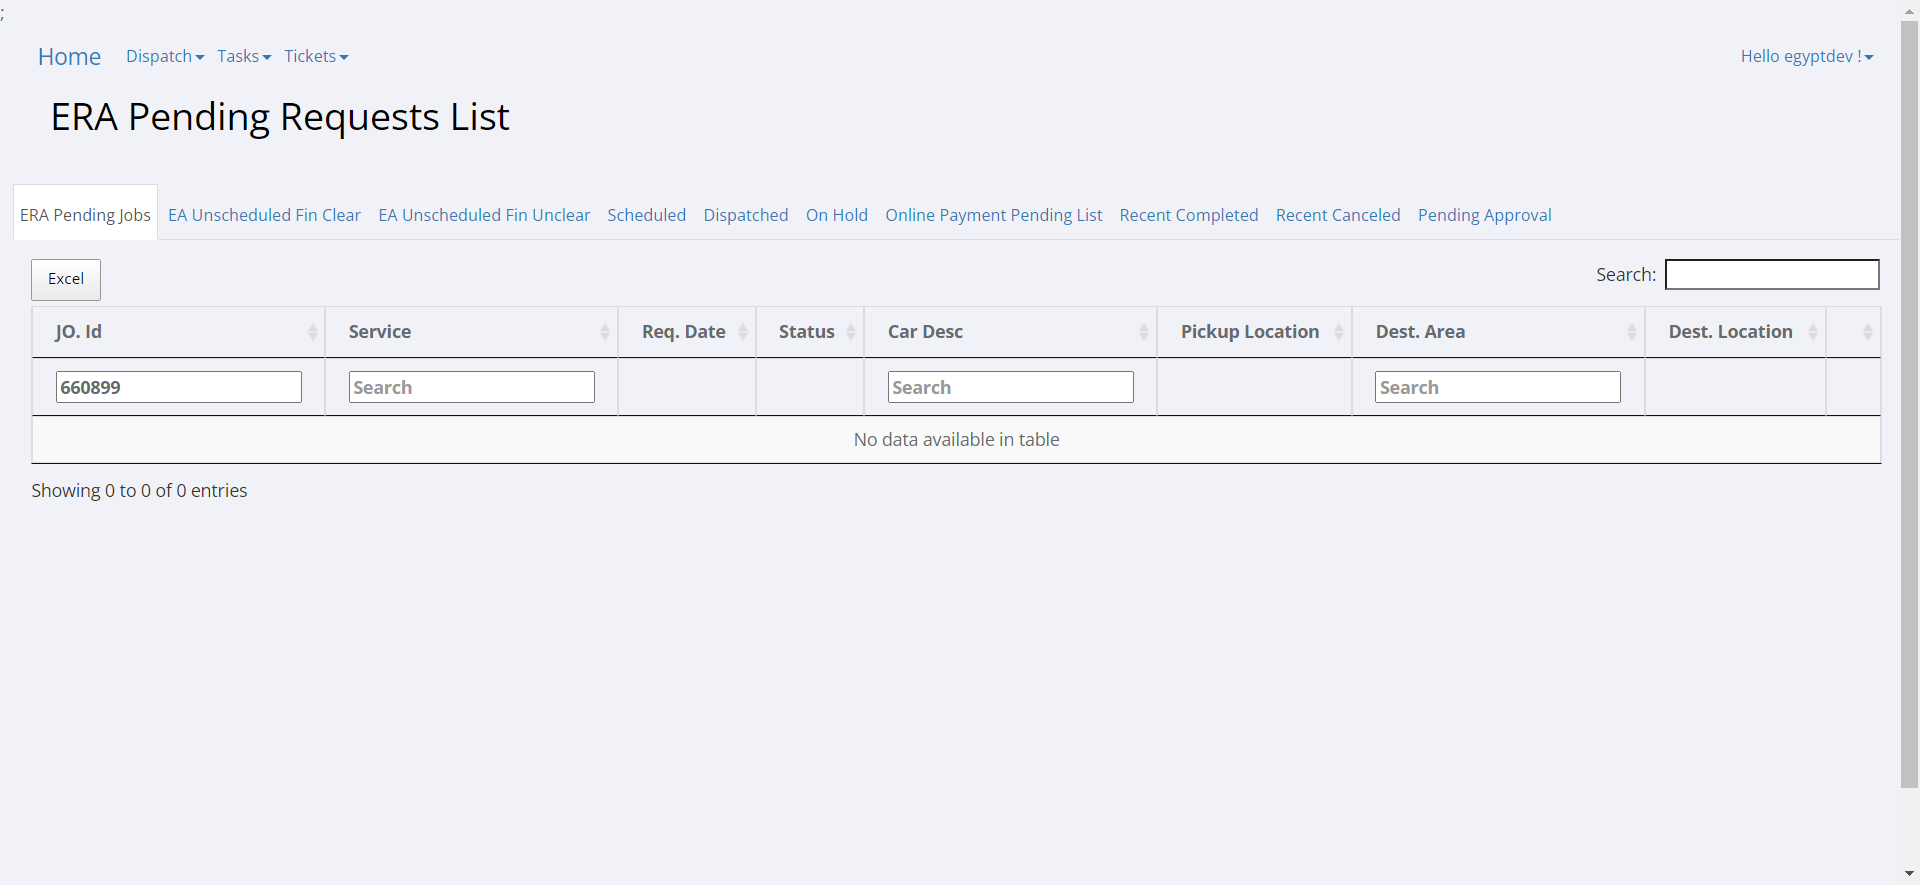 ;
Home Dispatch Tasks Tickets Hello egyptdev !
ERA Pending Requests List
ERA Pending Jobs EA Unscheduled Fin Clear EA Unscheduled Fin Unclear Scheduled Dispatched On Hold Online Payment Pending List Recent Completed Recent Canceled Pending Approval
Excel Search:
JO. Id Service Req. Date Status Car Desc Pickup Location Dest. Area Dest. Location
660899 Search Search Search
No data available in table
Showing 0 to 0 of 0 entries